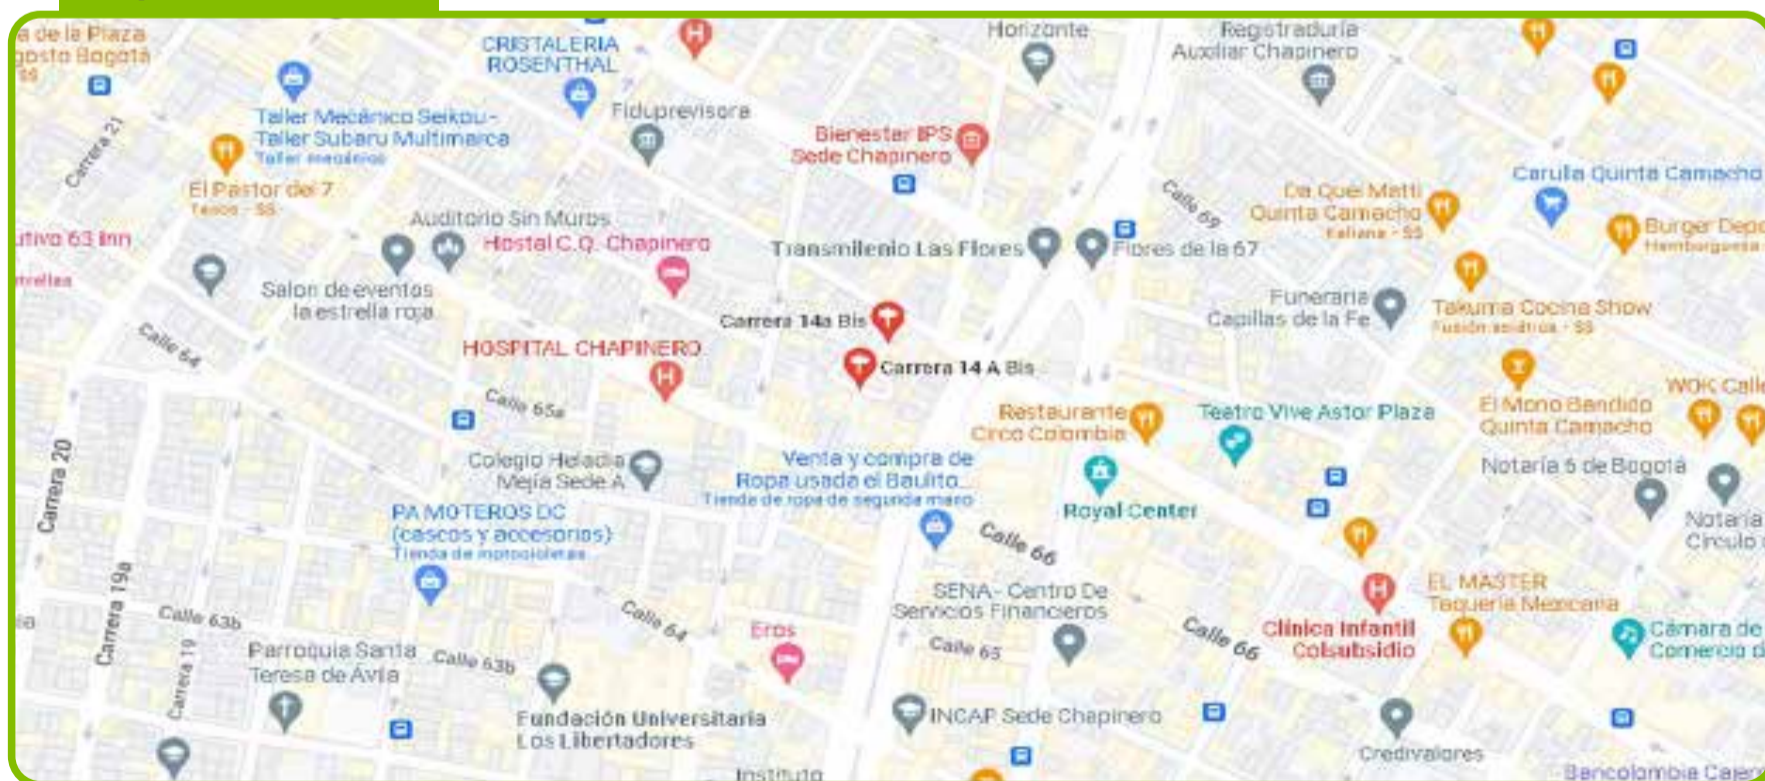 a de la Plaza
gosto Bogotá
CRISTALERIA
ROSENTHAL
Horizonte
Registraduría
Auxiliar Chapinero
Carrera 21
Taller Mecánico Seikou -
Taller Subaru Multimarca
Taller mecánico
Fiduprevisora
Bienestar IPS
Sede Chapinero
El Pastor del 7
Tacos - $$
Calle 69
Da Quei Matti
Quinta Camacho
Italiana - $$
Carulla Quinta Camacho
Burger Depo
Hamburguesa
utivo 63 Inn
Auditorio Sin Muros
Hostal C.Q. Chapinero
Transmilenio Las Flores
Flores de la 67
Salon de eventos
la estrella roja
Carrera 14a Bis
Funeraria
Capillas de la Fe
Takuma Cocina Show
Fusión asiática - $$
Calle 64
HOSPITAL CHAPINERO
Carrera 14 A Bis
Calle 65a
Restaurante
Circo Colombia
Teatro Vive Astor Plaza
El Mono Bandido
Quinta Camacho
WOK Calle
Carrera 20
Colegio Heladia
Mejia Sede A
Venta y compra de
Ropa usada el Baulito...
Tienda de ropa de segunda mano
Royal Center
Notaría 6 de Bogotá
PA MOTEROS DC
(cascos y accesorios)
Tienda de motocicletas
Calle 66
Notaria
Circulo
Carrera 19a
Calle 63b
Calle 64
SENA - Centro De
Servicios Financieros
EL MASTER
Taqueria Mexicana
Carrera 19
Parroquia Santa
Teresa de Ávila
Calle 63b
Eros
Calle 65
Calle 66
Clínica Infantil
Colsubsidio
Cámara de
Comercio d
Fundación Universitaria
Los Libertadores
INCAP Sede Chapinero
Credivalores
Instituto
Bancolombia Cajero